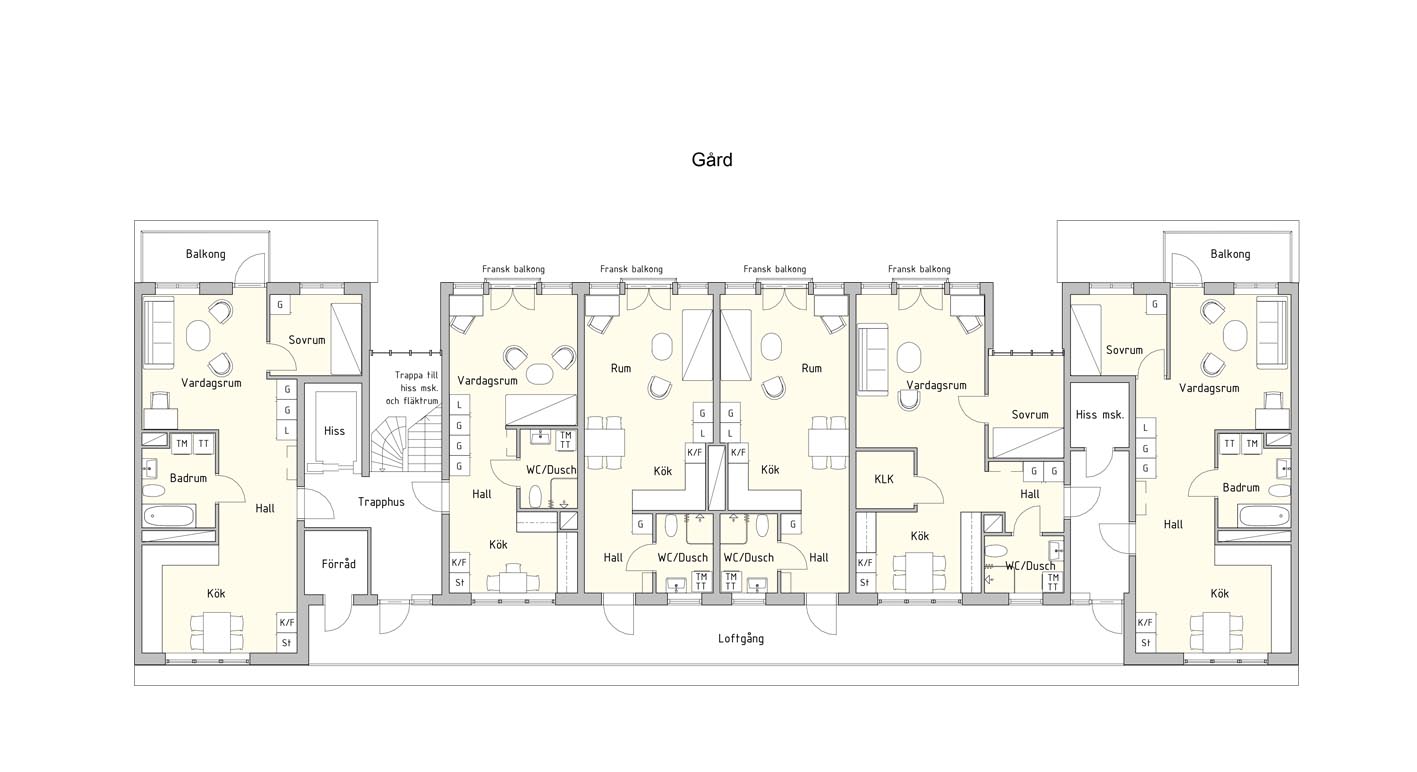 Gård
Balkong
Balkong
Fransk balkong
Fransk balkong
Fransk balkong
Fransk balkong
G
Sovrum
Vardagsrum
G
G
L
TM
TT
Badrum
Hall
Kök
K/F
St
Hiss
Trappa till
hiss msk.
och fläktrum
Trapphus
Förråd
Vardagsrum
L
G
G
G
TM
TT
WC/Dusch
Hall
Kök
K/F
St
Rum
G
L
K/F
Kök
G
Hall
WC/Dusch
TM
TT
Rum
G
L
K/F
Kök
G
WC/Dusch
Hall
TM
TT
Vardagsrum
Sovrum
KLK
G
G
Hall
Kök
K/F
St
WC/Dusch
TM
TT
Hiss msk.
G
Sovrum
Vardagsrum
L
G
G
TT
TM
Badrum
Hall
Kök
K/F
St
Loftgång